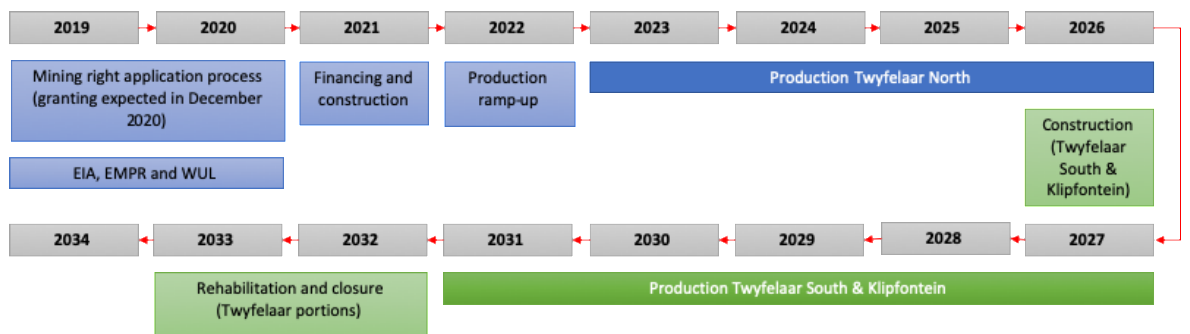 2019
2020
2021
2022
2023
2024
2025
2026
Mining right application process
(granting expected in December
2020)
Financing and
construction
Production
ramp-up
Production Twyfelaar North
EIA, EMPR and WUL
Construction
(Twyfelaar
South &
Klipfontein)
2034
2033
2032
2031
2030
2029
2028
2027
Rehabilitation and closure
(Twyfelaar portions)
Production Twyfelaar South & Klipfontein